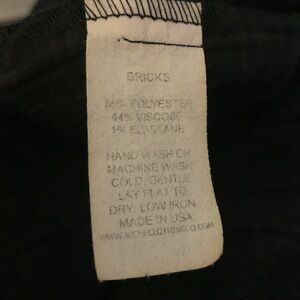 BRICKS
55% POLYESTER
44% VISCOSE
1% ELASTANE
HAND WASH OR
MACHINE WASH
COLD, GENTLE
LAY FLAT TO
DRY, LOW IRON.
MADE IN USA